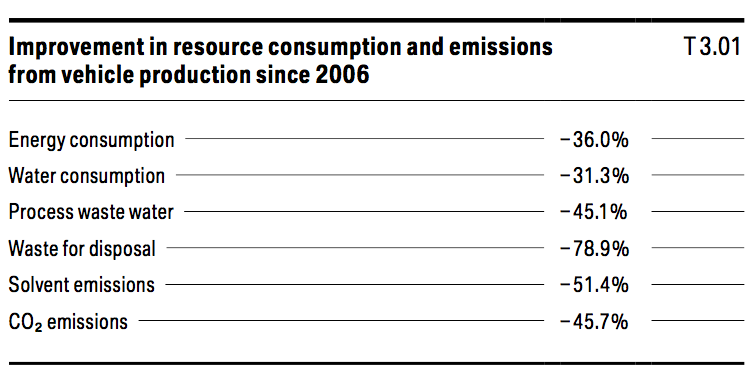 Improvement in resource consumption and emissions T 3.01
from vehicle production since 2006
Energy consumption −36.0%
Water consumption −31.3%
Process waste water −45.1%
Waste for disposal −78.9%
Solvent emissions −51.4%
CO₂ emissions −45.7%